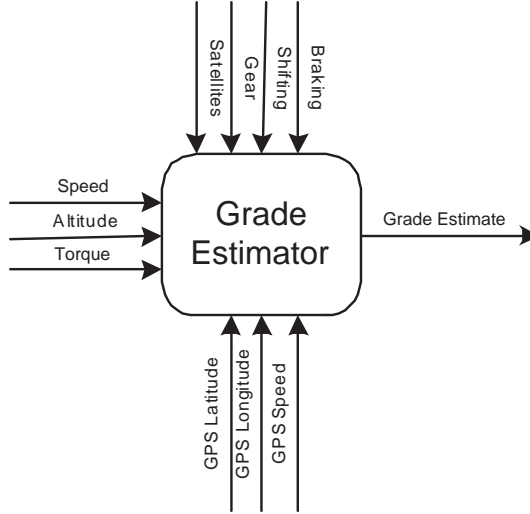 Satellites
Gear
Shifting
Braking
Speed
Altitude
Torque
Grade
Estimator
Grade Estimate
GPS Latitude
GPS Longitude
GPS Speed